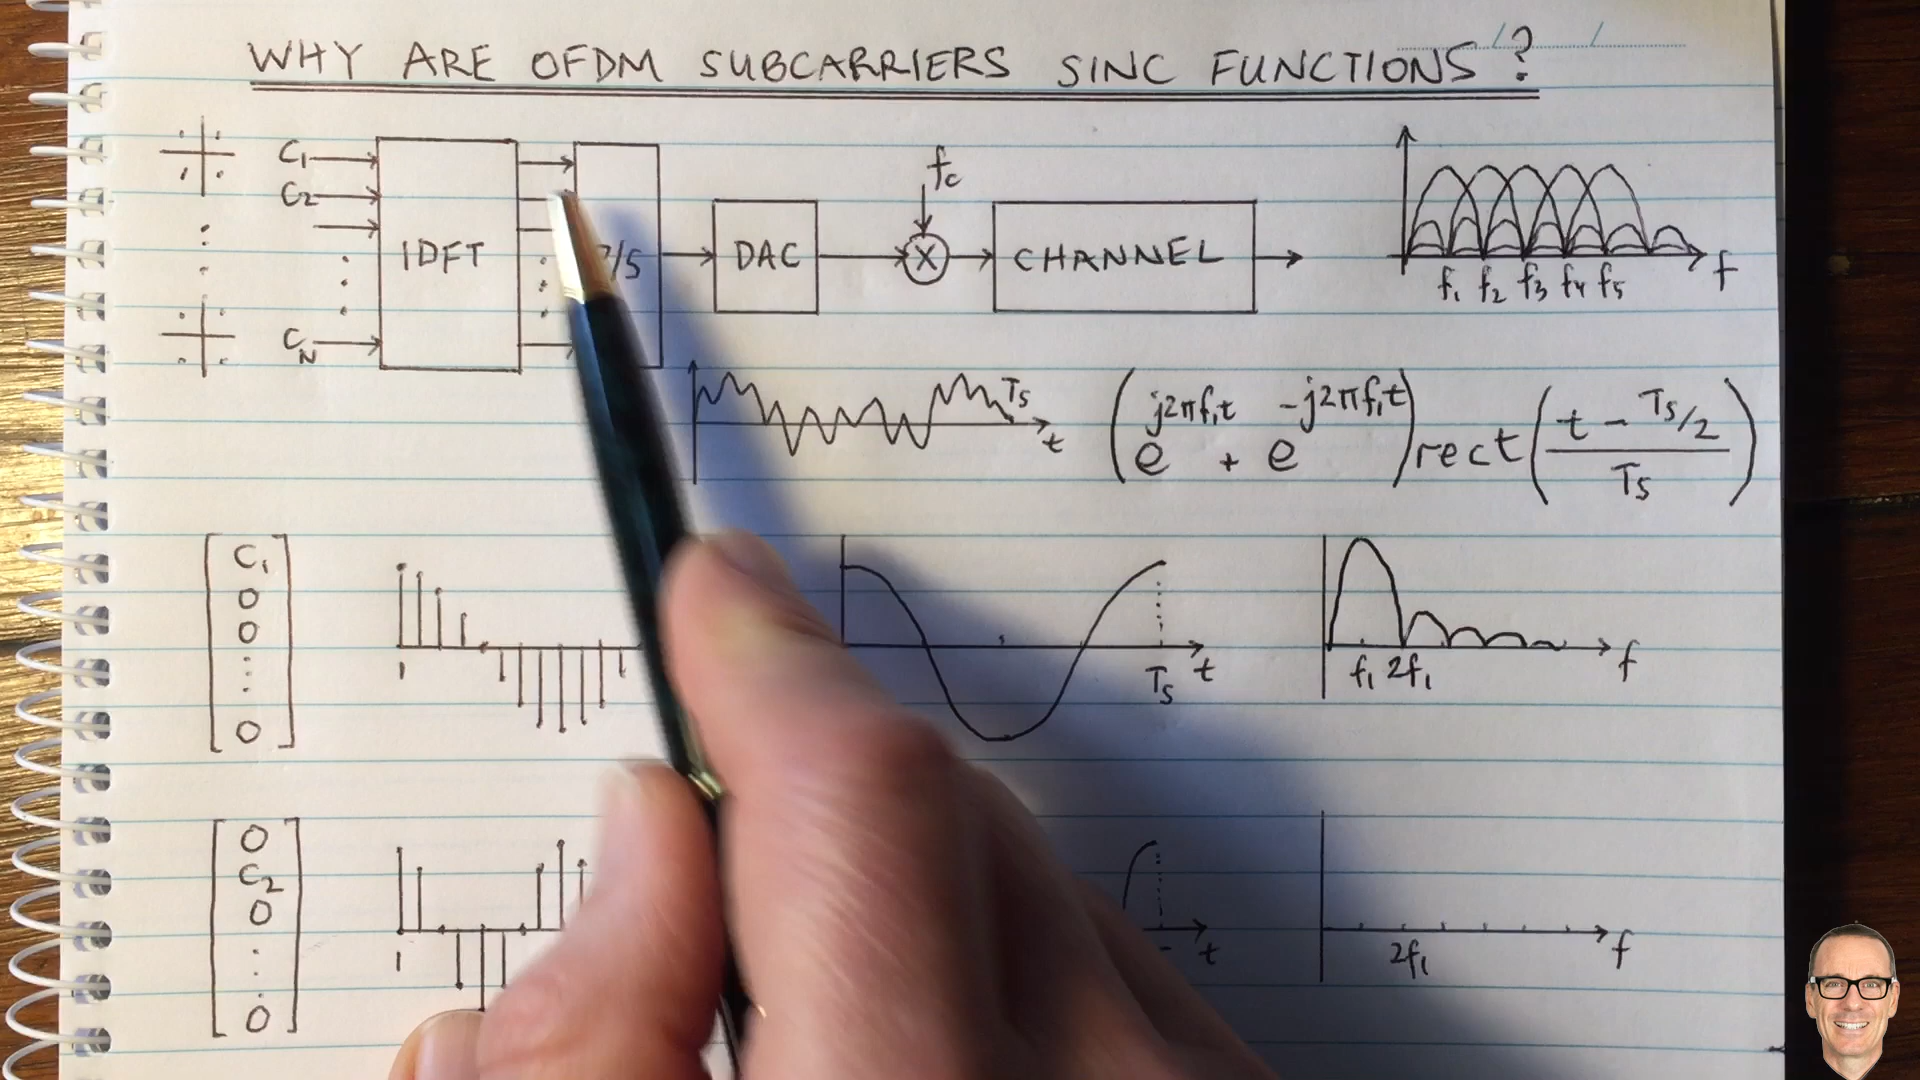 WHY ARE OFDM SUBCARRIERS SINC FUNCTIONS?
C1
C2
CN
IDFT
/S
DAC
fc
X
CHANNEL
f1 f2 f3 f4 f5
f
Ts
t
(e^{j2πf1t} + e^{-j2πf1t}) rect((t - Ts/2)/Ts)
C1
0
0
0
1
Ts
t
f1 2f1
f
0
C2
0
0
1
t
2f1
f